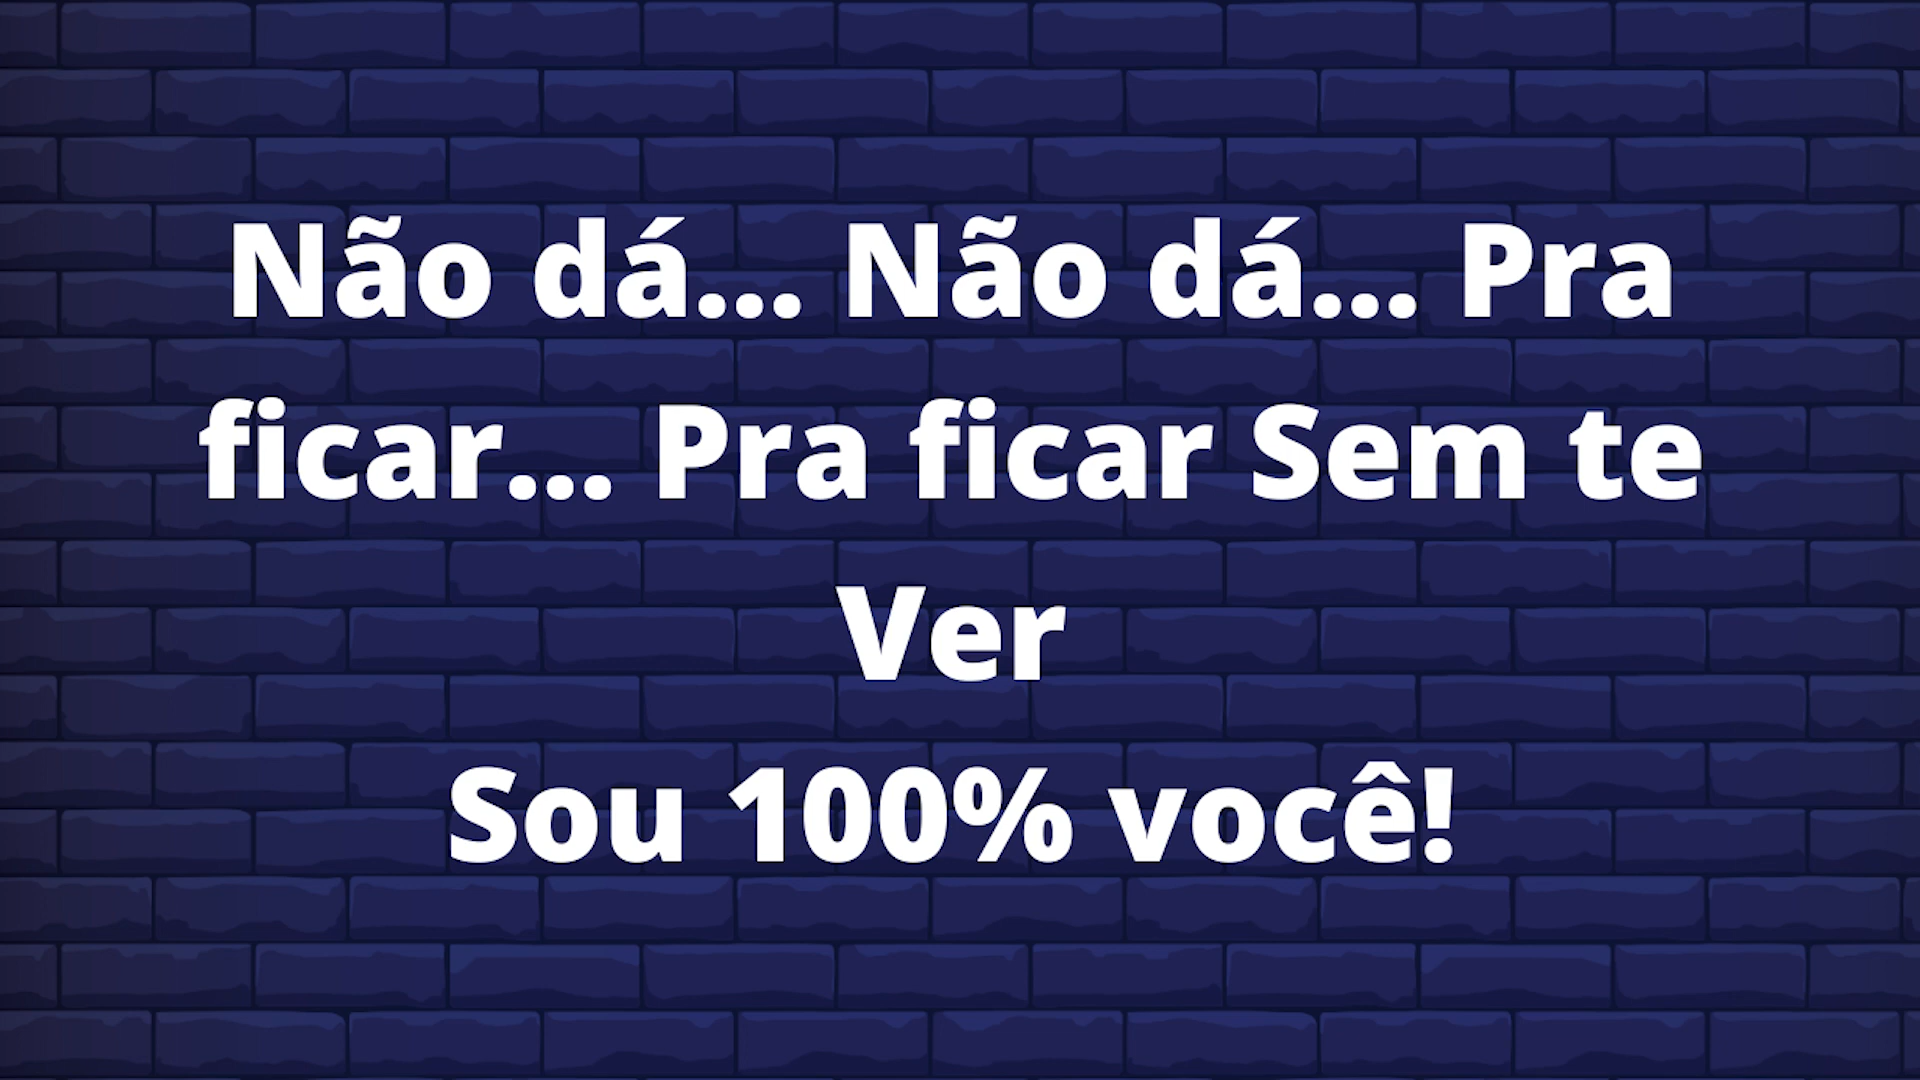 Não dá... Não dá... Pra
ficar... Pra ficar Sem te
Ver
Sou 100% você!